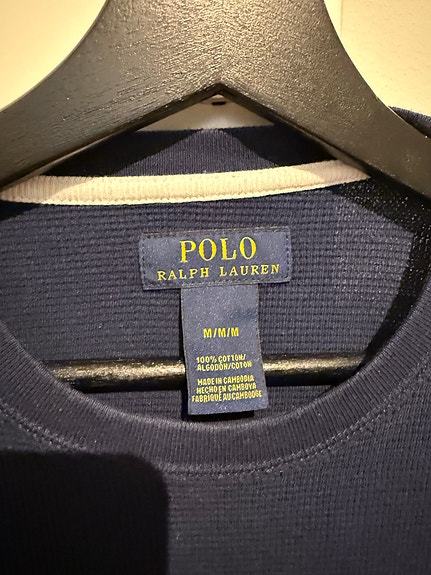 POLO
RALPH LAUREN
M/M/M
100% COTTON/
ALGODÓN/COTON
MADE IN CAMBODIA
HECHO EN CAMBOYA
FABRIQUÉ AU CAMBODGE